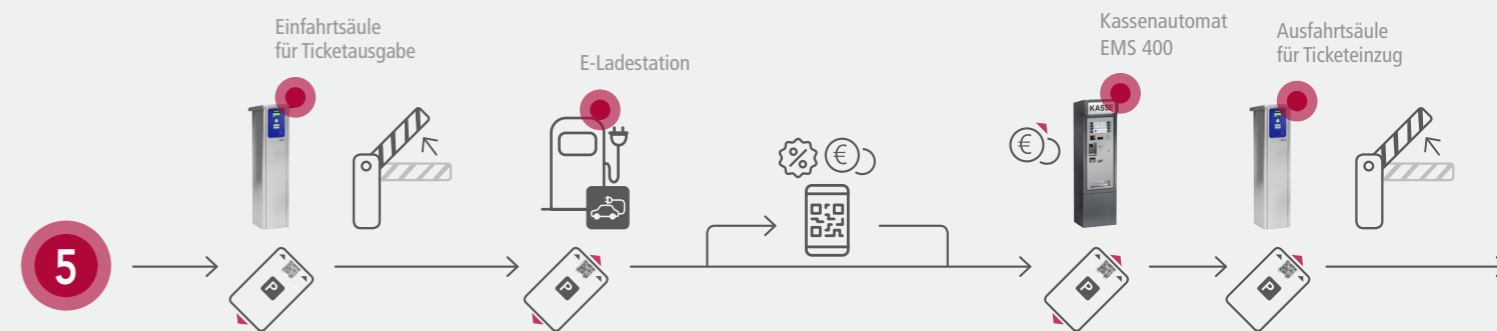 Einfahrtsäule
für Ticketausgabe
E-Ladestation
Kassenautomat
EMS 400
Ausfahrtsäule
für Ticketeinzug
KASSE
%
€
€
5
P
P
P
P